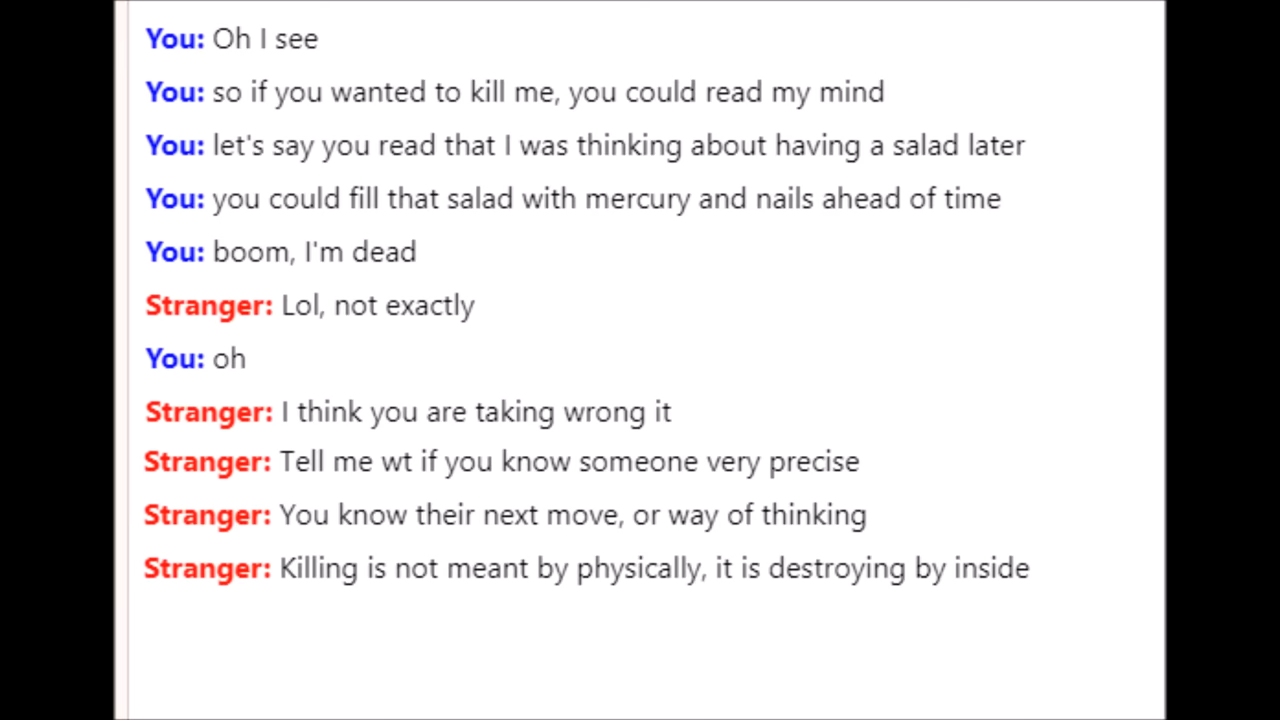 You: Oh I see
You: so if you wanted to kill me, you could read my mind
You: let's say you read that I was thinking about having a salad later
You: you could fill that salad with mercury and nails ahead of time
You: boom, I'm dead
Stranger: Lol, not exactly
You: oh
Stranger: I think you are taking wrong it
Stranger: Tell me wt if you know someone very precise
Stranger: You know their next move, or way of thinking
Stranger: Killing is not meant by physically, it is destroying by inside